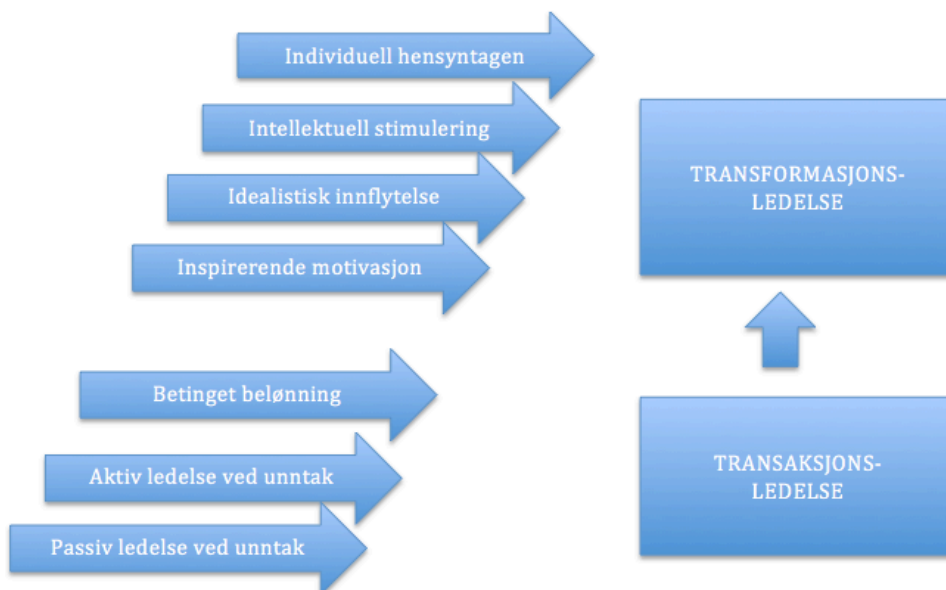 Individuell hensyntagen
Intellektuell stimulering
Idealistisk innflytelse
Inspirerende motivasjon
TRANSFORMASJONS-
LEDELSE
Betinget belønning
Aktiv ledelse ved unntak
Passiv ledelse ved unntak
TRANSAKSJONS-
LEDELSE